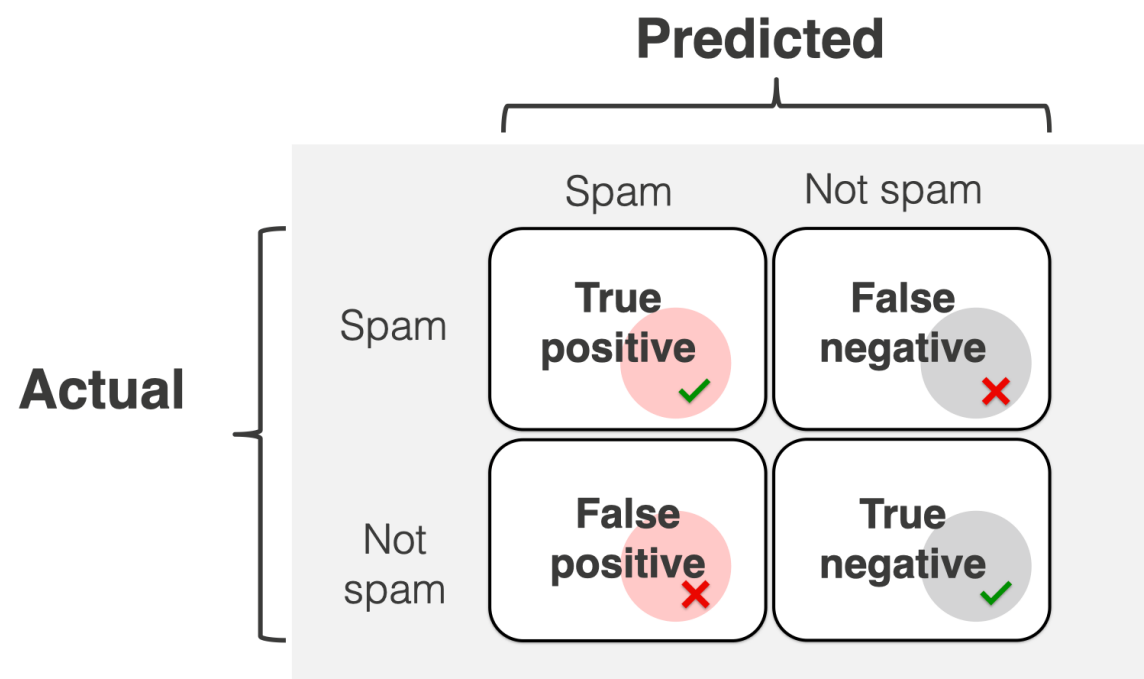 Predicted
Spam
Not spam
Actual
Spam
True
positive
False
negative
Not
spam
False
positive
True
negative